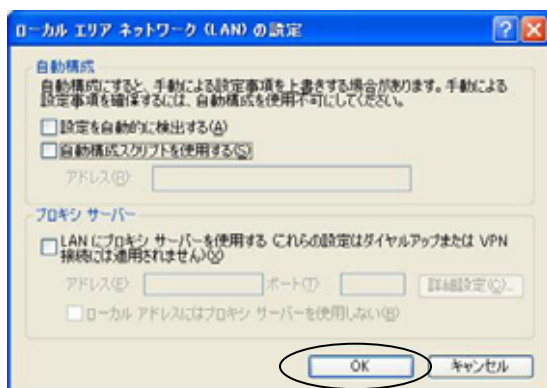 ローカル エリア ネットワーク (LAN) の設定
自動構成
自動構成にすると、手動による設定事項を上書きする場合があります。手動による
設定事項を確保するには、自動構成を使用不可にしてください。
設定を自動的に検出する(A)
自動構成スクリプトを使用する(S)
アドレス(R):
プロキシ サーバー
LAN にプロキシ サーバーを使用する (これらの設定はダイヤルアップまたは VPN
接続には適用されません)(X)
アドレス(E): ポート(T): 詳細設定(C)...
ローカル アドレスにはプロキシ サーバーを使用しない(B)
OK キャンセル